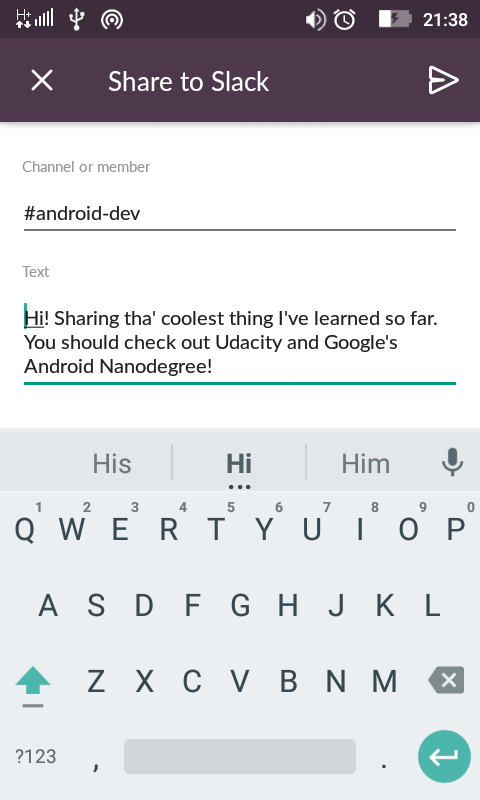 H+ 21:38
Share to Slack
Channel or member
#android-dev
Text
Hi! Sharing tha' coolest thing I've learned so far.
You should check out Udacity and Google's
Android Nanodegree!
His Hi Him
1 2 3 4 5 6 7 8 9 0
Q W E R T Y U I O P
A S D F G H J K L
Z X C V B N M
?123 , .